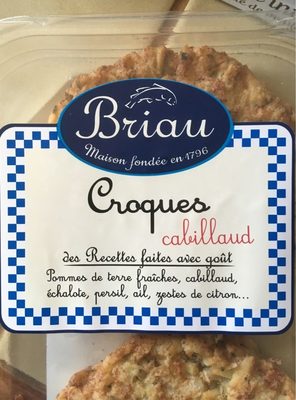 Briau
Maison fondée en 1796
Croques
cabillaud
des Recettes faites avec goût
Pommes de terre fraîches, cabillaud,
échalote, persil, ail, zestes de citron...